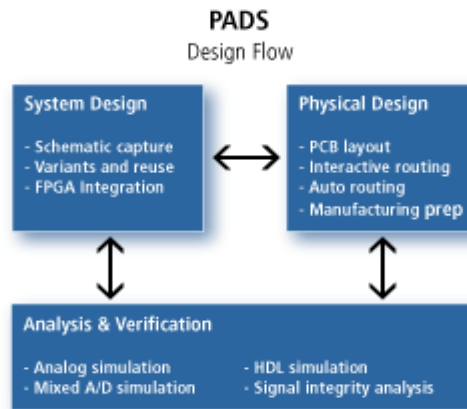 PADS
Design Flow
System Design
- Schematic capture
- Variants and reuse
- FPGA Integration
Physical Design
- PCB layout
- Interactive routing
- Auto routing
- Manufacturing prep
Analysis & Verification
- Analog simulation
- Mixed A/D simulation
- HDL simulation
- Signal integrity analysis